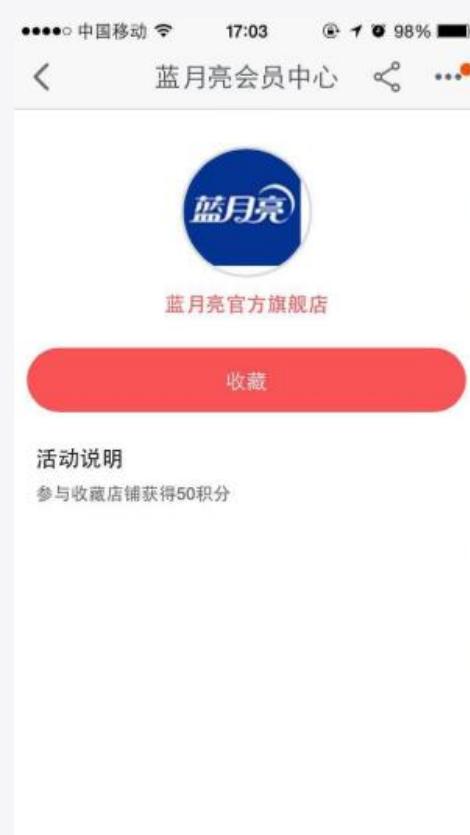 中国移动 17:03 98%
蓝月亮会员中心
蓝月亮
蓝月亮官方旗舰店
收藏
活动说明
参与收藏店铺获得50积分